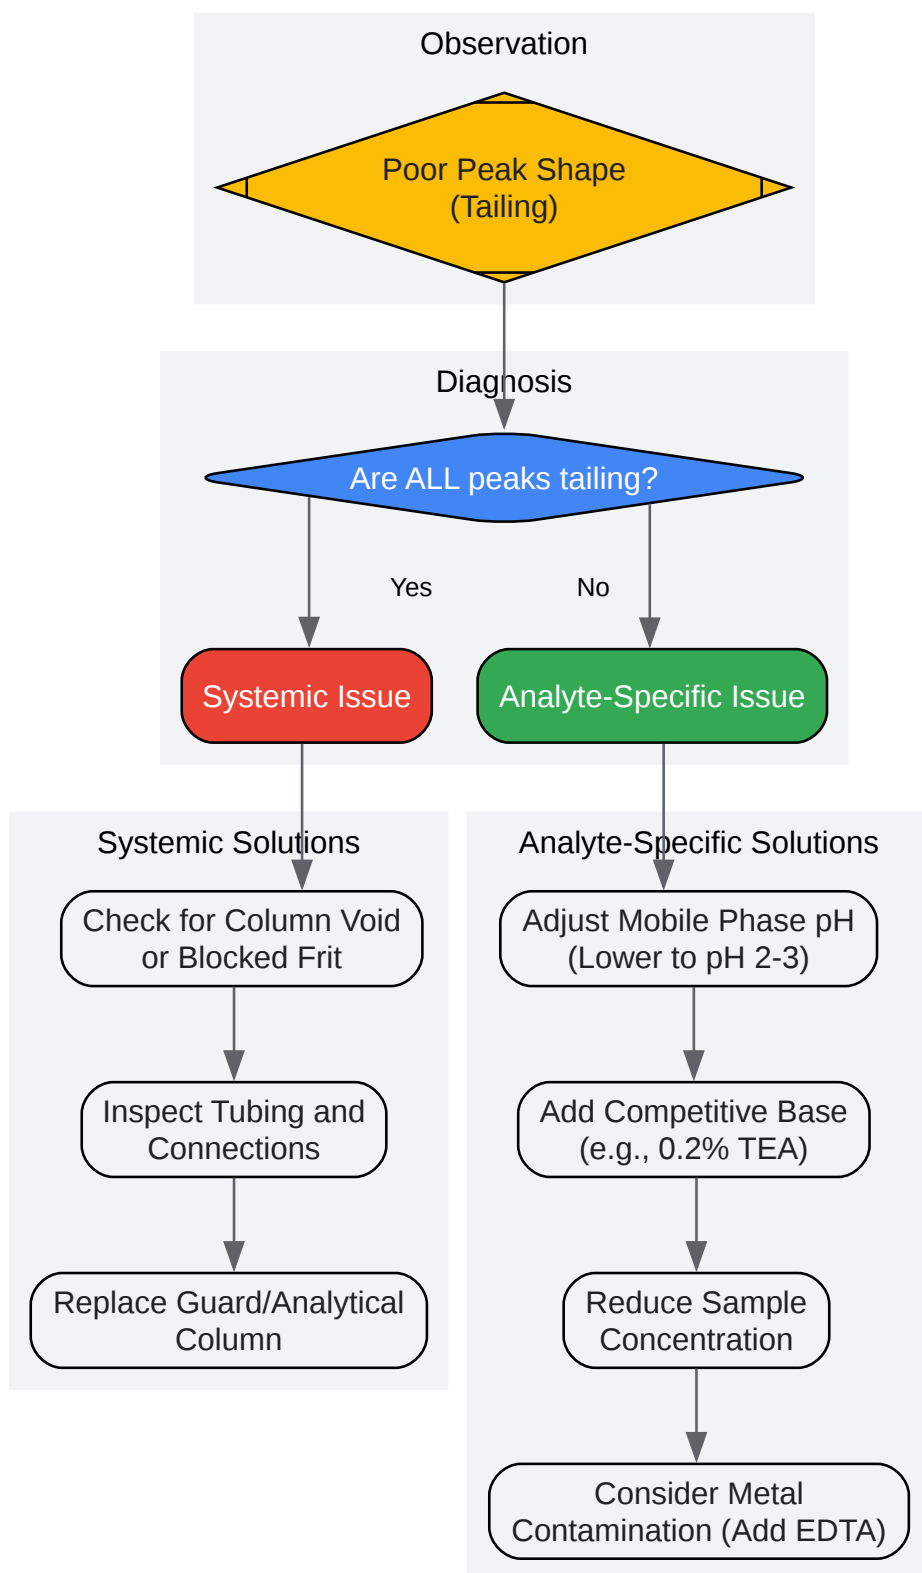 Observation
Poor Peak Shape
(Tailing)
Diagnosis
Are ALL peaks tailing?
Yes
No
Systemic Issue
Analyte-Specific Issue
Systemic Solutions
Check for Column Void
or Blocked Frit
Inspect Tubing and
Connections
Replace Guard/Analytical
Column
Analyte-Specific Solutions
Adjust Mobile Phase pH
(Lower to pH 2-3)
Add Competitive Base
(e.g., 0.2% TEA)
Reduce Sample
Concentration
Consider Metal
Contamination (Add EDTA)